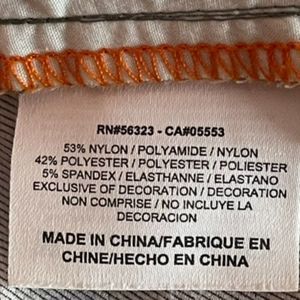 RN#56323 - CA#05553
53% NYLON / POLYAMIDE / NYLON
42% POLYESTER / POLYESTER / POLIESTER
5% SPANDEX / ELASTHANNE / ELASTANO
EXCLUSIVE OF DECORATION / DECORATION
NON COMPRISE / NO INCLUYE LA
DECORACION
MADE IN CHINA/FABRIQUE EN
CHINE/HECHO EN CHINA